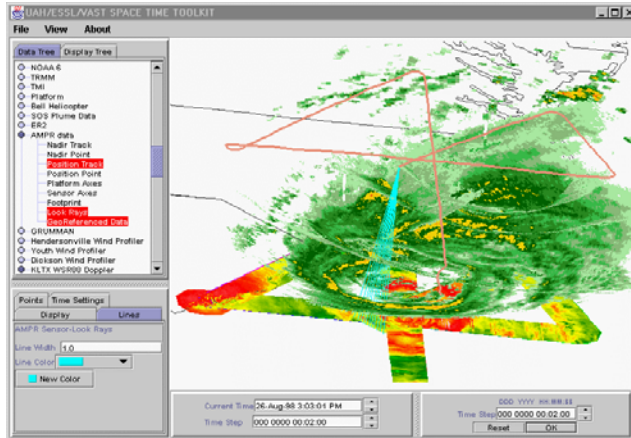 UAH/ESSL/VAST SPACE TIME TOOLKIT
File View About
Data Tree Display Tree
NOAA 6
TRMM
TMI
Platform
Bell Helicopter
SOS Plume Data
ER2
AMPR data
Nadir Track
Nadir Point
Position Track
Position Point
Platform Axes
Sensor Axes
Footprint
Look Rays
GeoReferenced Data
GRUMMAN
Hendersonville Wind Profiler
Youth Wind Profiler
Dickson Wind Profiler
KLTX WSR88 Doppler
Points Time Settings
Display Lines
AMPR Sensor-Look Rays
Line Width 1.0
Line Color
New Color
Current Time 26-Aug-98 3:03:01 PM
Time Step 000 0000 00:02:00
DDD YYYY HH:MM:SS
Time Step 000 0000 00:02:00
Reset OK